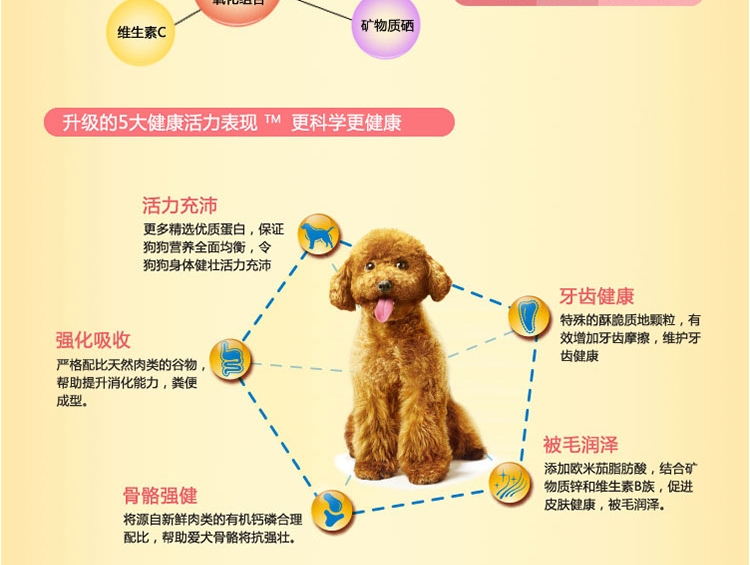 氧化组合
维生素C
矿物质硒
升级的5大健康活力表现 ™ 更科学更健康
活力充沛
更多精选优质蛋白，保证
狗狗营养全面均衡，令
狗狗身体健壮活力充沛
牙齿健康
特殊的酥脆质地颗粒，有
效增加牙齿摩擦，维护牙
齿健康
强化吸收
严格配比天然肉类的谷物，
帮助提升消化能力，粪便
成型。
被毛润泽
添加欧米茄脂肪酸，结合矿
物质锌和维生素B族，促进
皮肤健康，被毛润泽。
骨骼强健
将源自新鲜肉类的有机钙磷合理
配比，帮助爱犬骨骼将抗强壮。